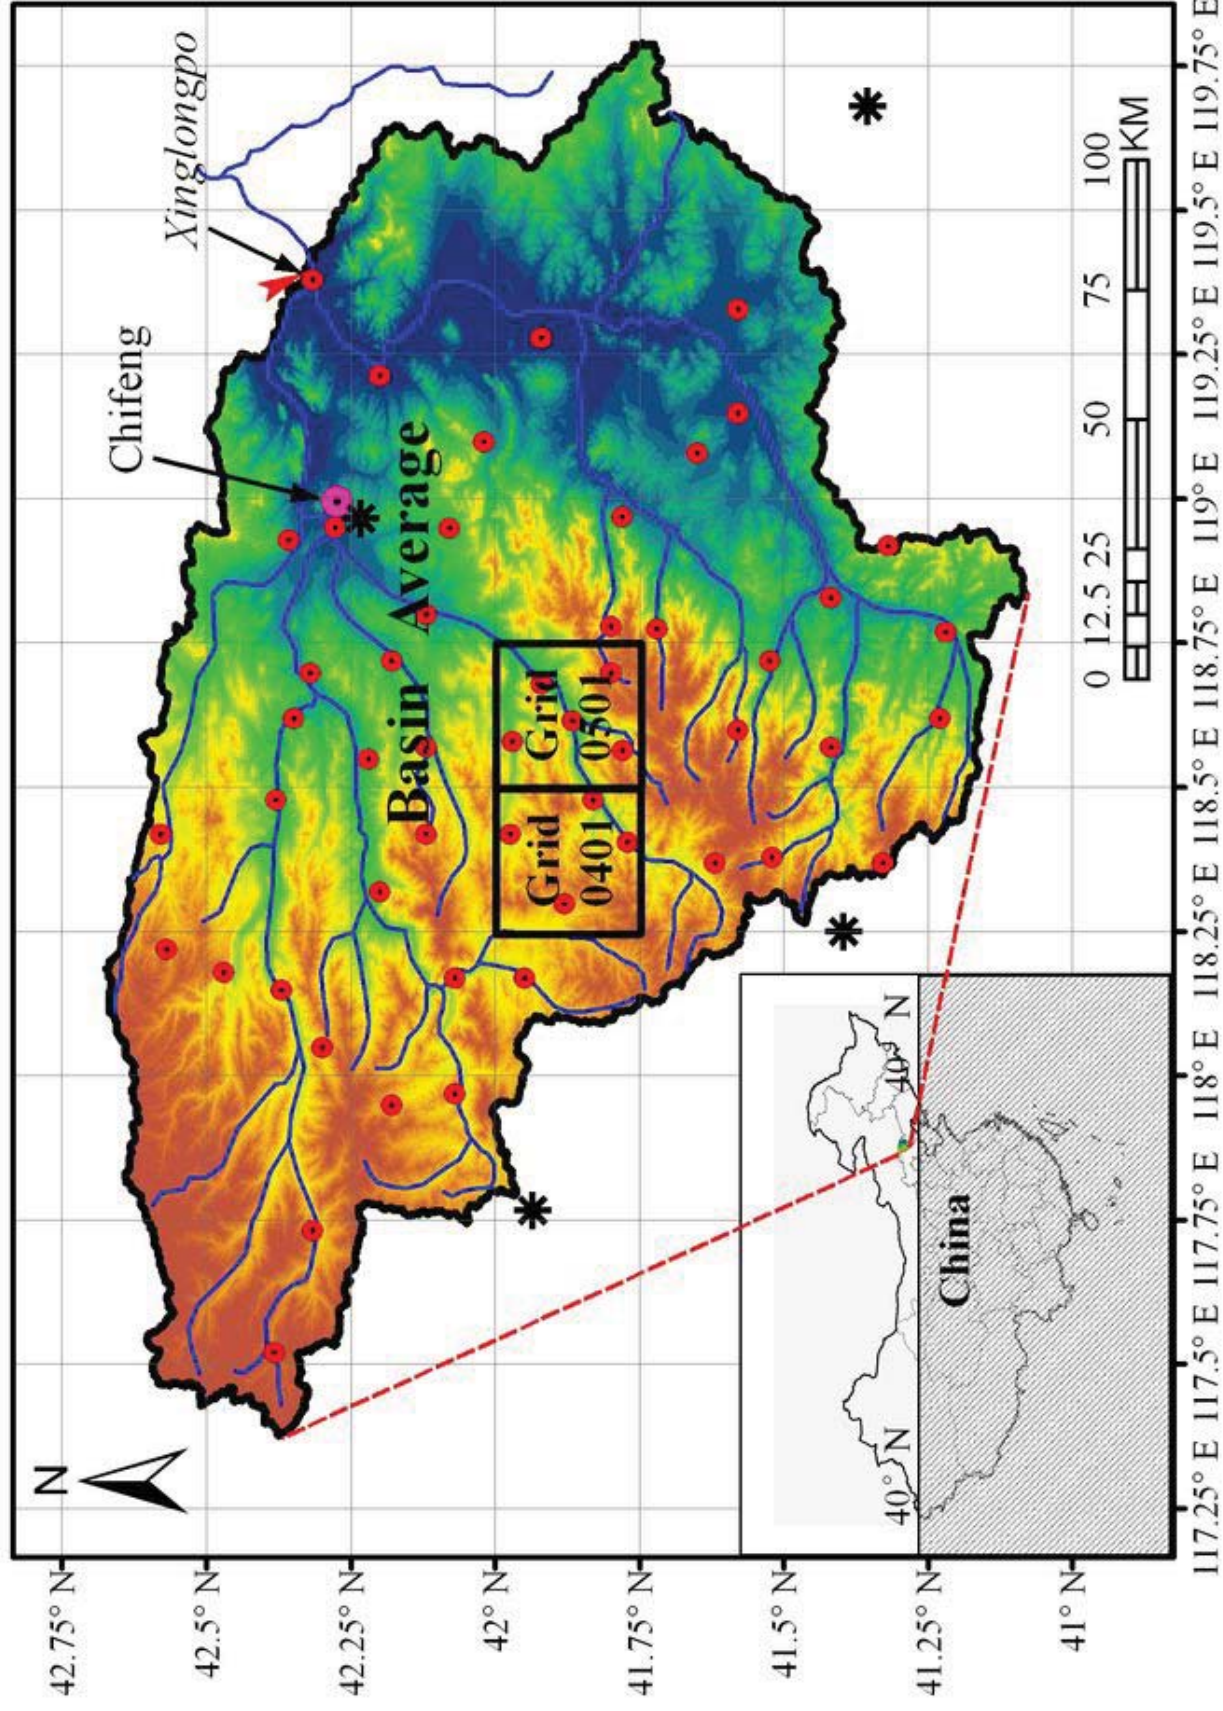 N
42.75° N
42.5° N
42.25° N
42° N
41.75° N
41.5° N
41.25° N
41° N
Chifeng
Xinglongpo
Basin Average
Grid
0401
Grid
0501
40° N
40° N
China
0 12.5 25 50 75 100
KM
117.25° E 117.5° E 117.75° E 118° E 118.25° E 118.5° E 118.75° E 119° E 119.25° E 119.5° E 119.75° E